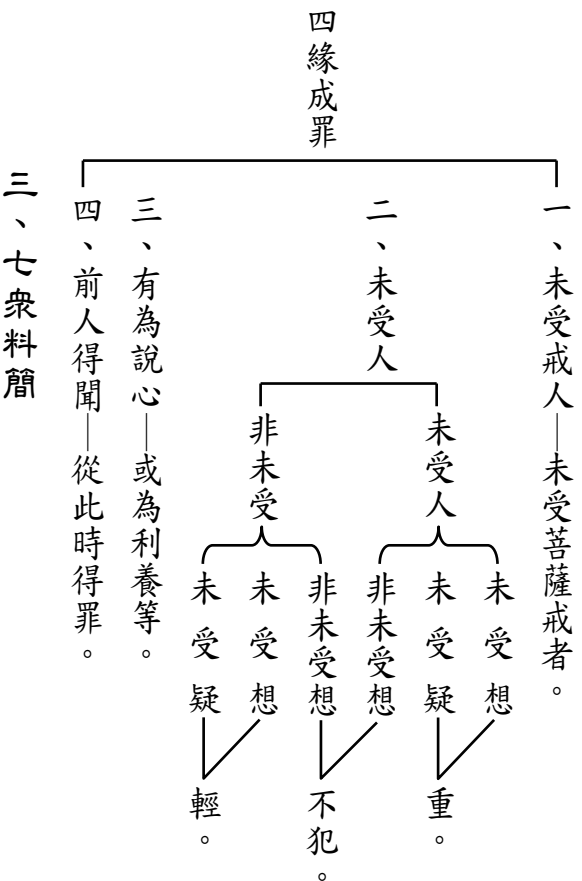 四緣成罪
一、未受戒人——未受菩薩戒者。
二、未受人
未受人
未受想
未受疑
重。
非未受想
非未受
非未受想
不犯。
未受想
未受疑
輕。
三、有為說心——或為利養等。
四、前人得聞——從此時得罪。
三、七衆料簡